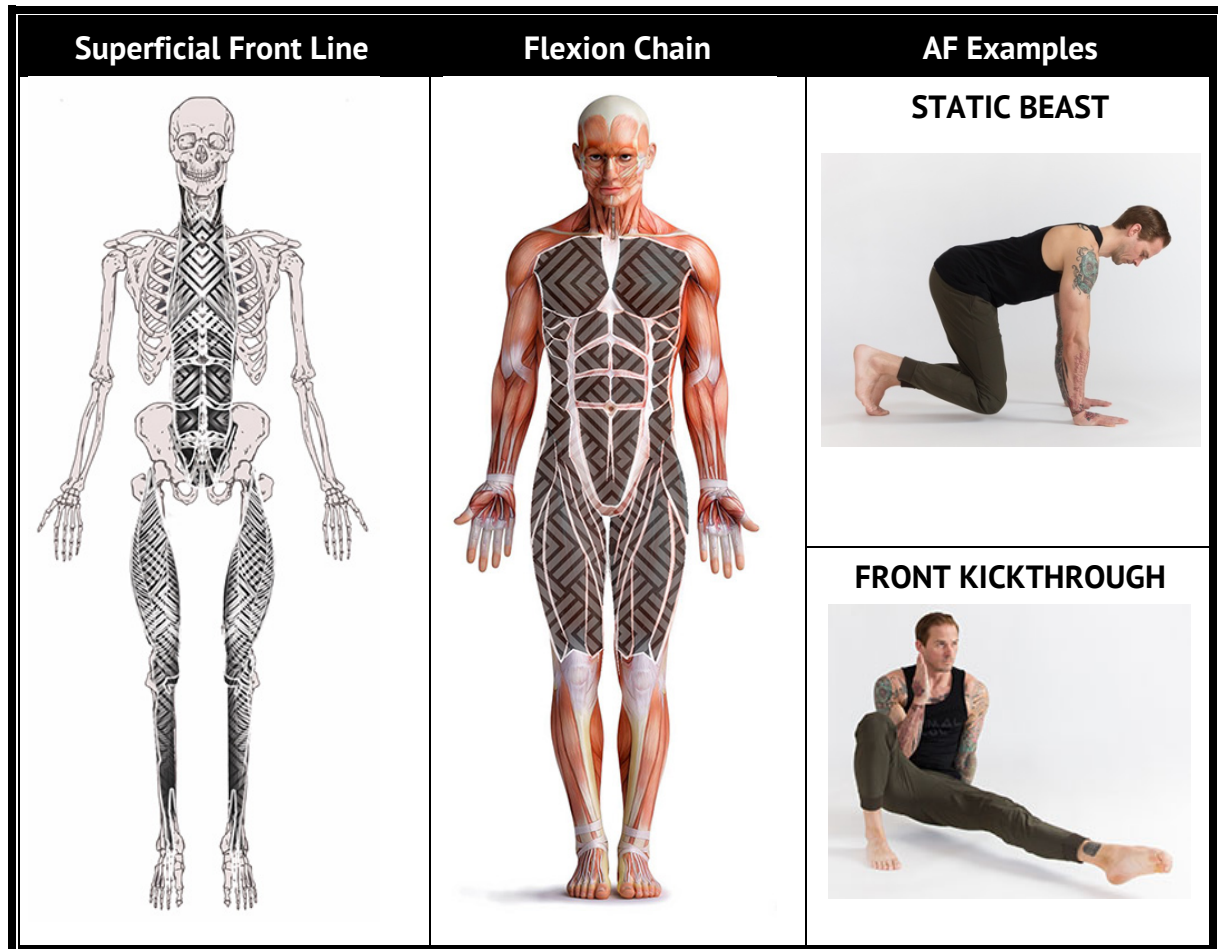 Superficial Front Line
Flexion Chain
AF Examples
STATIC BEAST
FRONT KICKTHROUGH